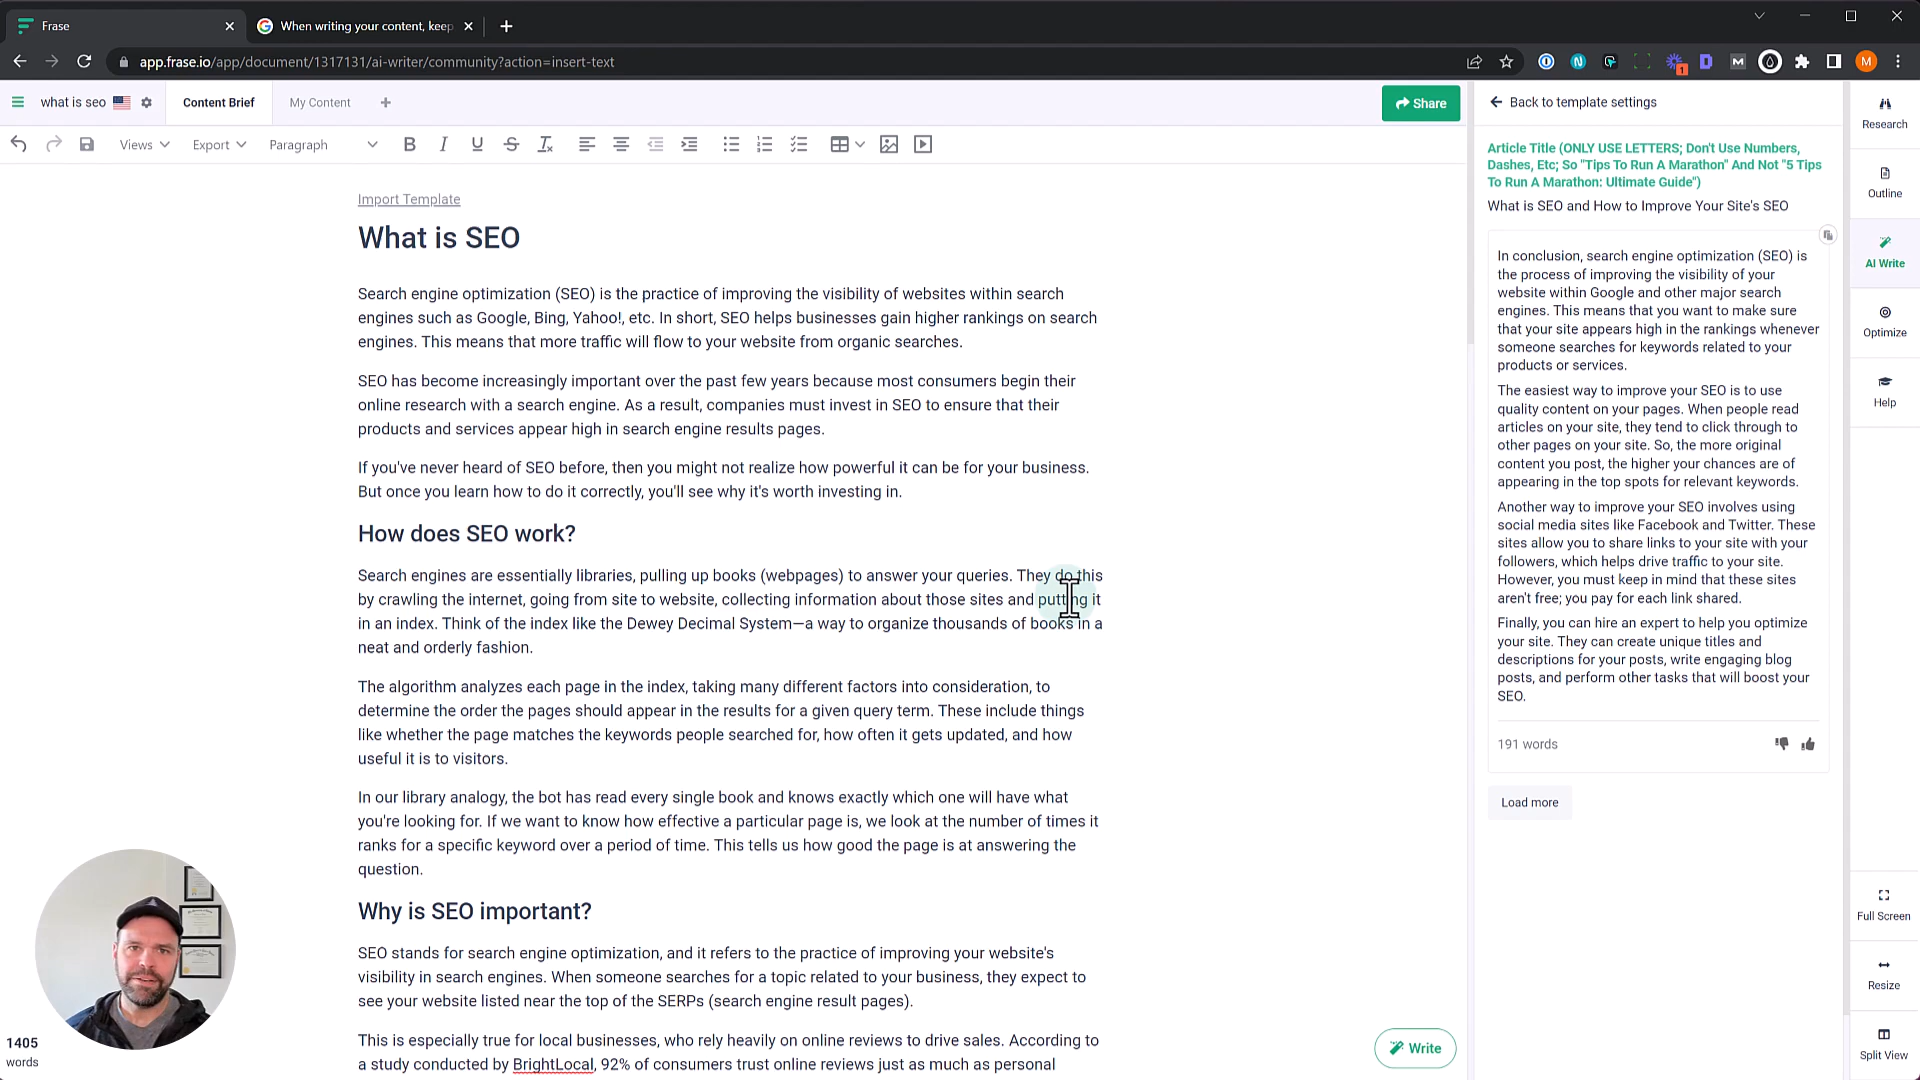 Frase
When writing your content, keep
app.frase.io/app/document/1317131/ai-writer/community?action=insert-text
1
M
M
what is seo
Content Brief
My Content
Share
Views
Export
Paragraph
Import Template
What is SEO
Search engine optimization (SEO) is the practice of improving the visibility of websites within search
engines such as Google, Bing, Yahoo!, etc. In short, SEO helps businesses gain higher rankings on search
engines. This means that more traffic will flow to your website from organic searches.
SEO has become increasingly important over the past few years because most consumers begin their
online research with a search engine. As a result, companies must invest in SEO to ensure that their
products and services appear high in search engine results pages.
If you've never heard of SEO before, then you might not realize how powerful it can be for your business.
But once you learn how to do it correctly, you'll see why it's worth investing in.
How does SEO work?
Search engines are essentially libraries, pulling up books (webpages) to answer your queries. They do this
by crawling the internet, going from site to website, collecting information about those sites and putting it
in an index. Think of the index like the Dewey Decimal System—a way to organize thousands of books in a
neat and orderly fashion.
The algorithm analyzes each page in the index, taking many different factors into consideration, to
determine the order the pages should appear in the results for a given query term. These include things
like whether the page matches the keywords people searched for, how often it gets updated, and how
useful it is to visitors.
In our library analogy, the bot has read every single book and knows exactly which one will have what
you're looking for. If we want to know how effective a particular page is, we look at the number of times it
ranks for a specific keyword over a period of time. This tells us how good the page is at answering the
question.
Why is SEO important?
SEO stands for search engine optimization, and it refers to the practice of improving your website's
visibility in search engines. When someone searches for a topic related to your business, they expect to
see your website listed near the top of the SERPs (search engine result pages).
This is especially true for local businesses, who rely heavily on online reviews to drive sales. According to
a study conducted by BrightLocal, 92% of consumers trust online reviews just as much as personal
1405
words
Write
Back to template settings
Article Title (ONLY USE LETTERS; Don't Use Numbers,
Dashes, Etc; So "Tips To Run A Marathon" And Not "5 Tips
To Run A Marathon: Ultimate Guide")
What is SEO and How to Improve Your Site's SEO
In conclusion, search engine optimization (SEO) is
the process of improving the visibility of your
website within Google and other major search
engines. This means that you want to make sure
that your site appears high in the rankings whenever
someone searches for keywords related to your
products or services.
The easiest way to improve your SEO is to use
quality content on your pages. When people read
articles on your site, they tend to click through to
other pages on your site. So, the more original
content you post, the higher your chances are of
appearing in the top spots for relevant keywords.
Another way to improve your SEO involves using
social media sites like Facebook and Twitter. These
sites allow you to share links to your site with your
followers, which helps drive traffic to your site.
However, you must keep in mind that these sites
aren't free; you pay for each link shared.
Finally, you can hire an expert to help you optimize
your site. They can create unique titles and
descriptions for your posts, write engaging blog
posts, and perform other tasks that will boost your
SEO.
191 words
Load more
Research
Outline
AI Write
Optimize
Help
Full Screen
Resize
Split View